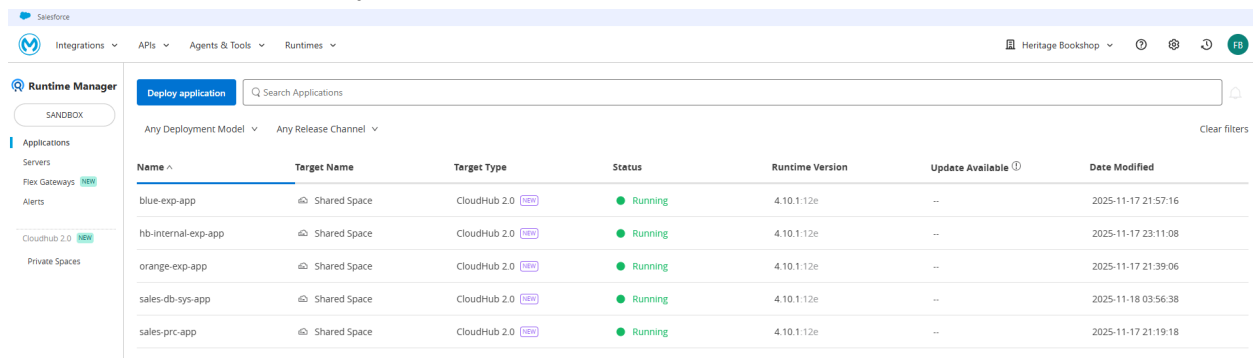 Salesforce
Integrations APIs Agents & Tools Runtimes Heritage Bookshop FB
Runtime Manager
SANDBOX
Applications
Servers
Flex Gateways NEW
Alerts
Cloudhub 2.0 NEW
Private Spaces
Deploy application Search Applications
Any Deployment Model Any Release Channel Clear filters
Name Target Name Target Type Status Runtime Version Update Available Date Modified
blue-exp-app Shared Space CloudHub 2.0 NEW Running 4.10.1:12e -- 2025-11-17 21:57:16
hb-internal-exp-app Shared Space CloudHub 2.0 NEW Running 4.10.1:12e -- 2025-11-17 23:11:08
orange-exp-app Shared Space CloudHub 2.0 NEW Running 4.10.1:12e -- 2025-11-17 21:39:06
sales-db-sys-app Shared Space CloudHub 2.0 NEW Running 4.10.1:12e -- 2025-11-18 03:56:38
sales-prc-app Shared Space CloudHub 2.0 NEW Running 4.10.1:12e -- 2025-11-17 21:19:18